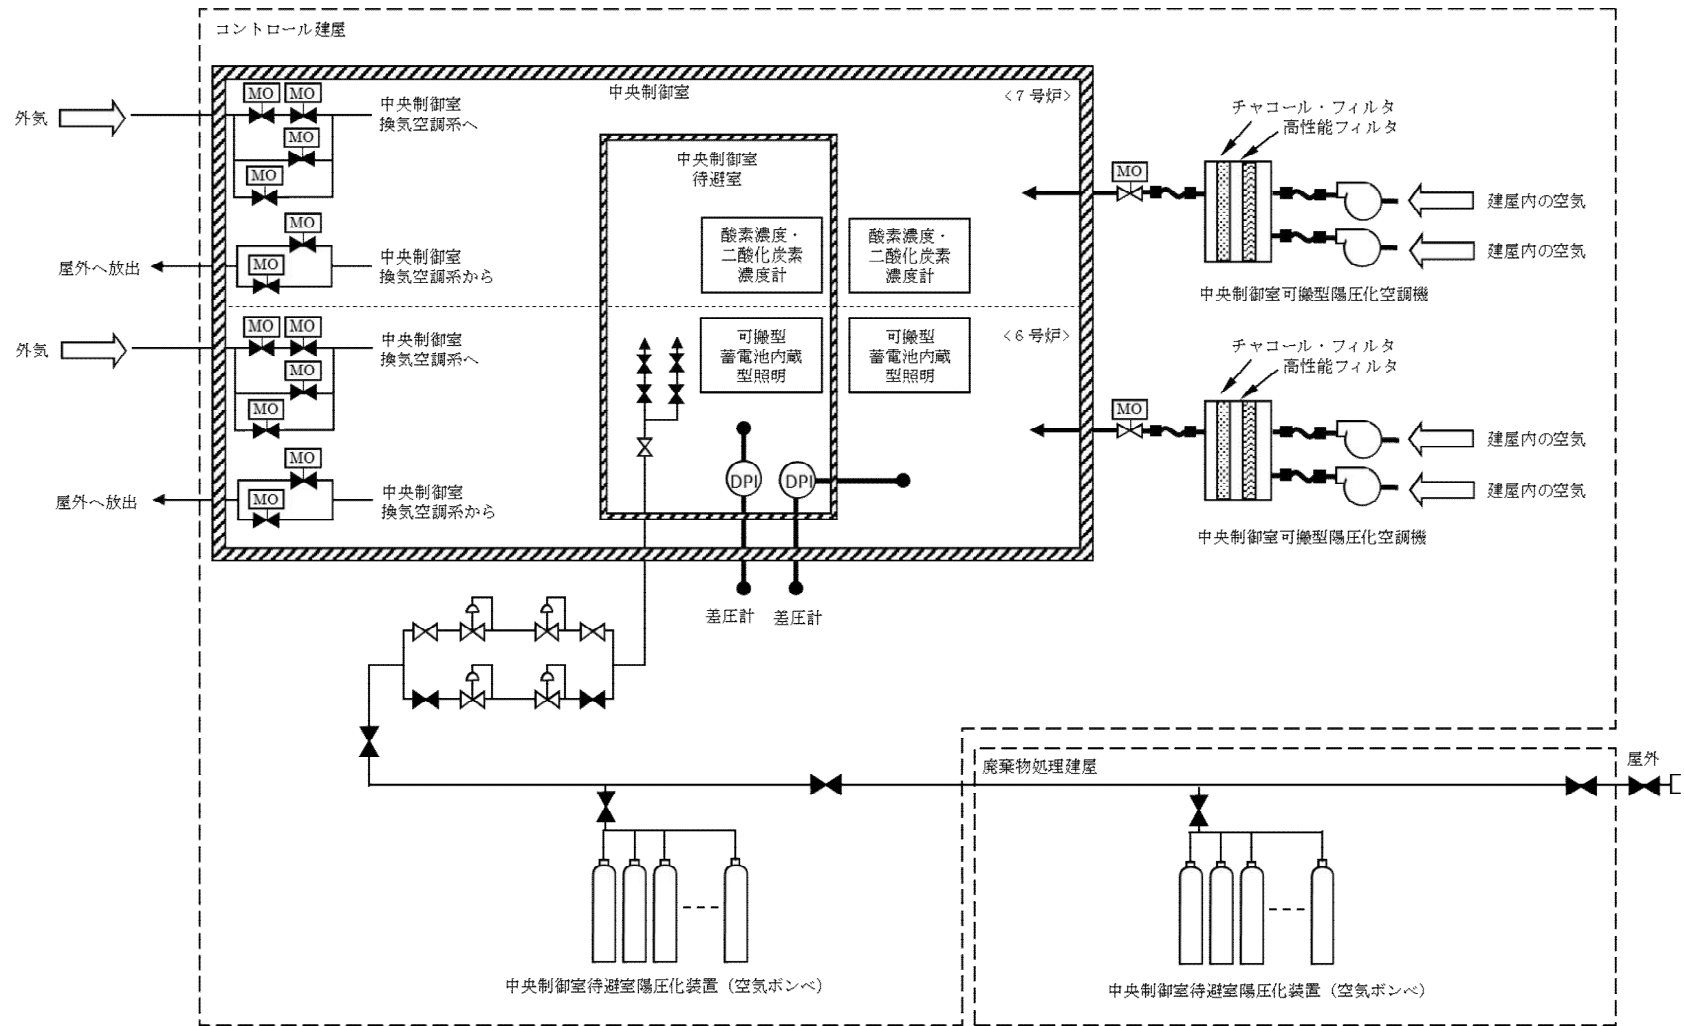 コントロール建屋
中央制御室
<7号炉>
外気
MO
MO
中央制御室
換気空調系へ
MO
MO
屋外へ放出
MO
MO
中央制御室
換気空調系から
外気
MO
MO
中央制御室
換気空調系へ
MO
MO
屋外へ放出
MO
MO
中央制御室
換気空調系から
中央制御室
待避室
酸素濃度・
二酸化炭素
濃度計
酸素濃度・
二酸化炭素
濃度計
<6号炉>
可搬型
蓄電池内蔵
型照明
可搬型
蓄電池内蔵
型照明
DPI
DPI
差圧計
差圧計
チャコール・フィルタ
高性能フィルタ
MO
建屋内の空気
建屋内の空気
中央制御室可搬型陽圧化空調機
チャコール・フィルタ
高性能フィルタ
MO
建屋内の空気
建屋内の空気
中央制御室可搬型陽圧化空調機
廃棄物処理建屋
屋外
中央制御室待避室陽圧化装置(空気ボンベ)
中央制御室待避室陽圧化装置(空気ボンベ)